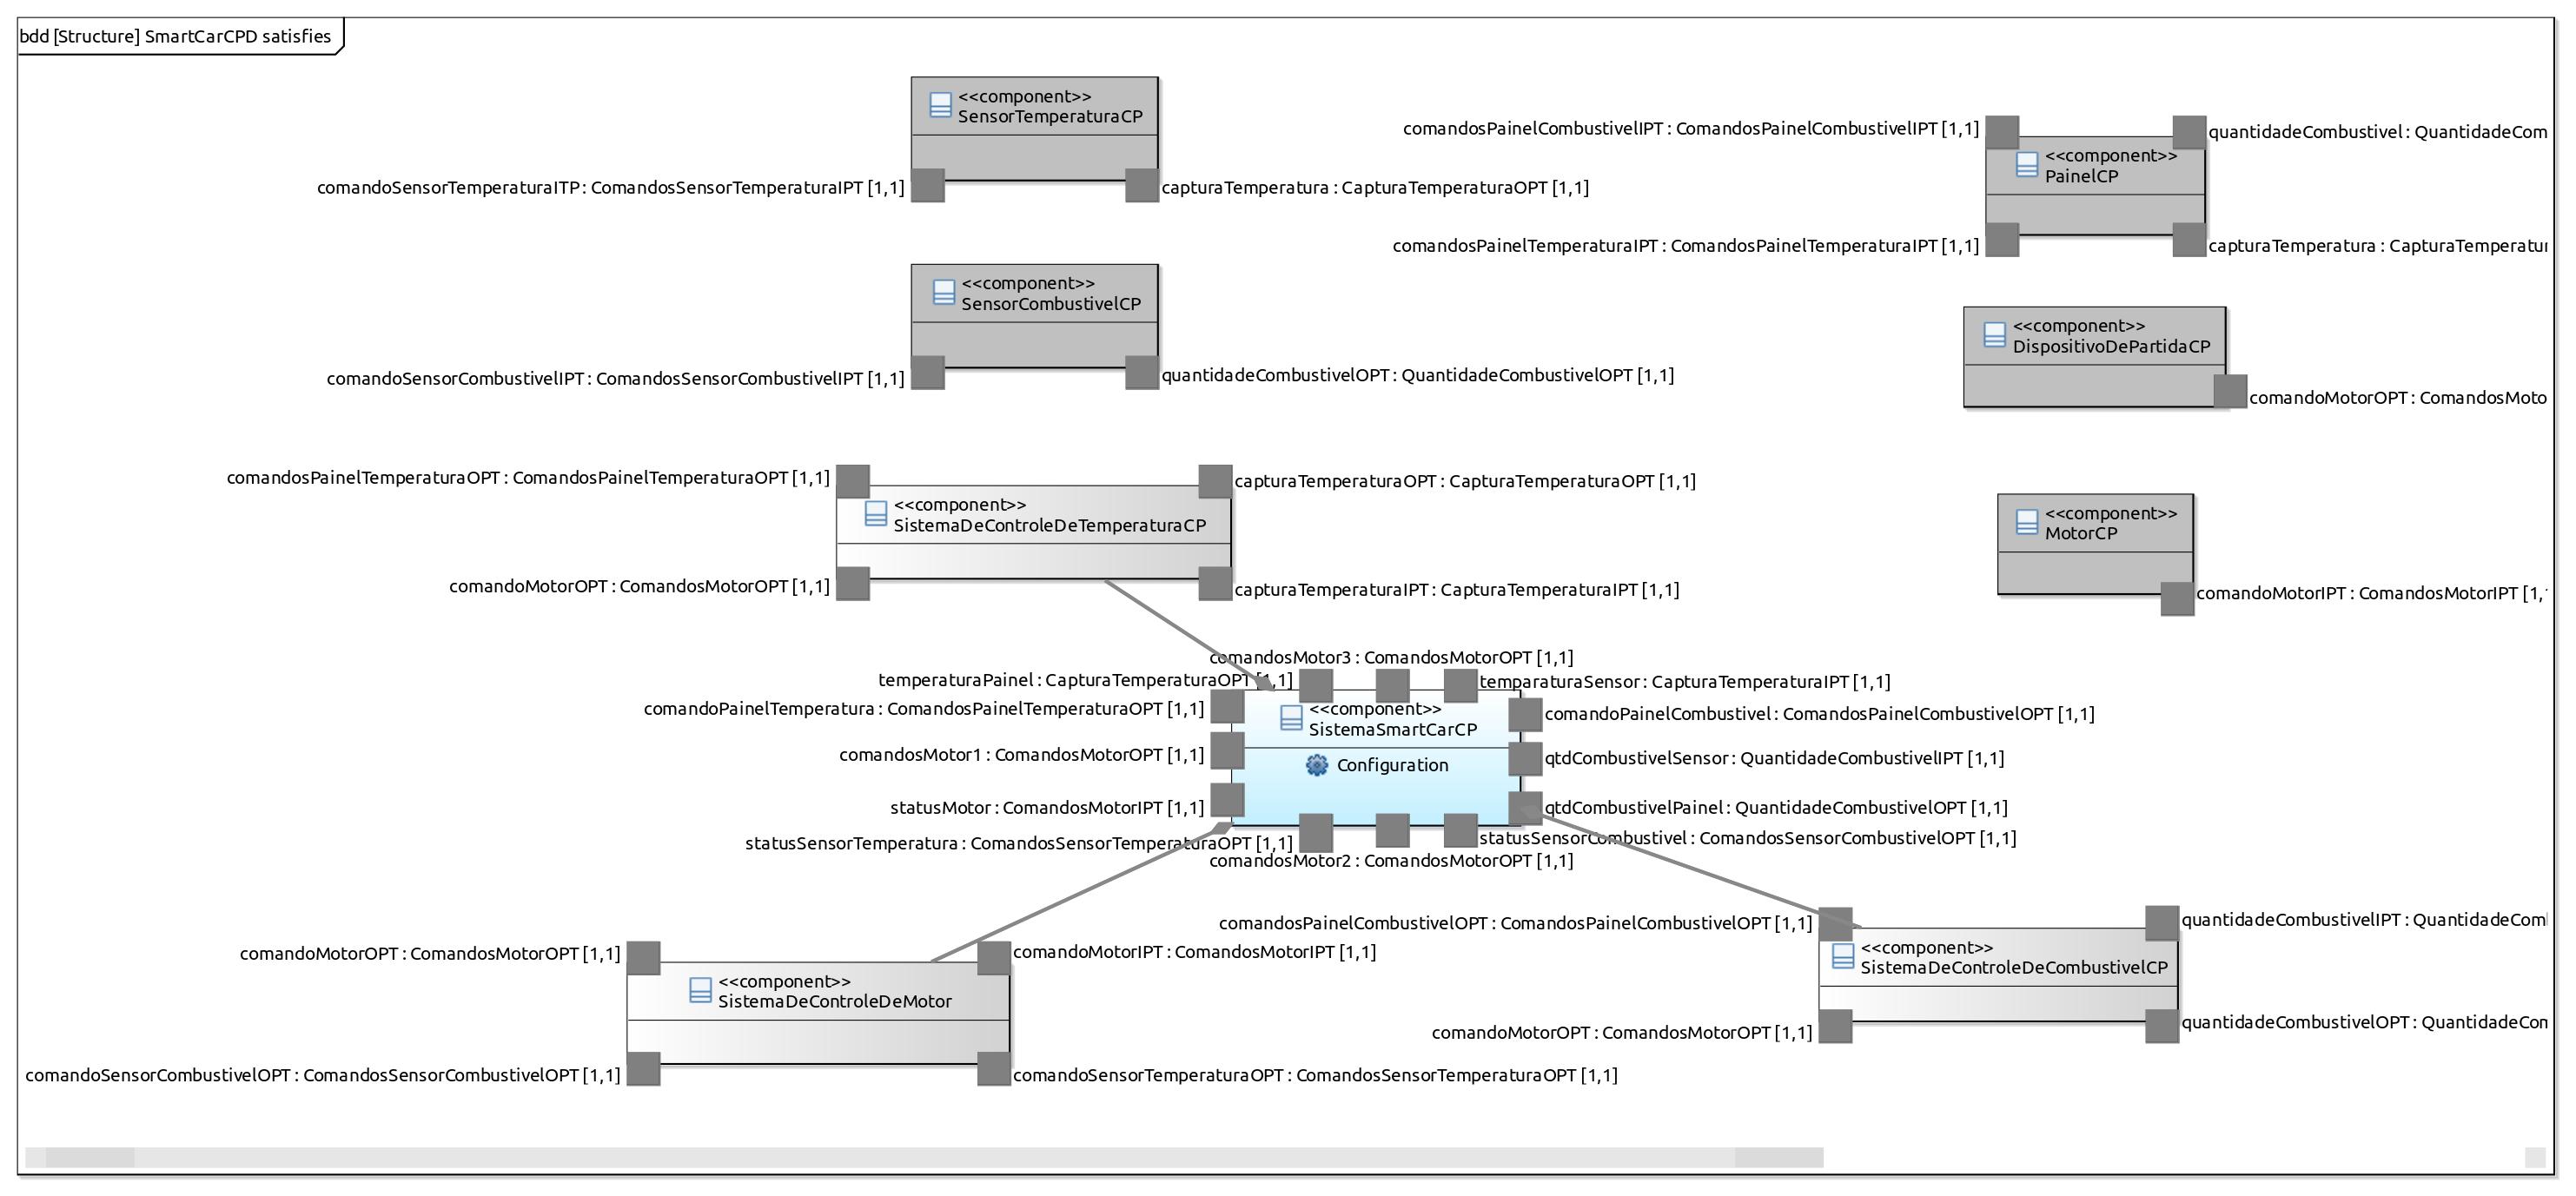 bdd [Structure] SmartCarCPD satisfies
<<component>>
SensorTemperaturaCP
comandoSensorTemperaturaITP : ComandosSensorTemperaturaIPT [1,1]
capturaTemperatura : CapturaTemperaturaOPT [1,1]
comandosPainelCombustivelIPT : ComandosPainelCombustivelIPT [1,1]
quantidadeCombustivel : QuantidadeCom
<<component>>
PainelCP
comandosPainelTemperaturaIPT : ComandosPainelTemperaturaIPT [1,1]
capturaTemperatura : CapturaTemperatur
<<component>>
SensorCombustivelCP
comandoSensorCombustivelIPT : ComandosSensorCombustivelIPT [1,1]
quantidadeCombustivelOPT : QuantidadeCombustivelOPT [1,1]
<<component>>
DispositivoDePartidaCP
comandoMotorOPT : ComandosMoto
comandosPainelTemperaturaOPT : ComandosPainelTemperaturaOPT [1,1]
capturaTemperaturaOPT : CapturaTemperaturaOPT [1,1]
<<component>>
SistemaDeControleDeTemperaturaCP
comandoMotorOPT : ComandosMotorOPT [1,1]
capturaTemperaturaIPT : CapturaTemperaturaIPT [1,1]
<<component>>
MotorCP
comandoMotorIPT : ComandosMotorIPT [1,
comandosMotor3 : ComandosMotorOPT [1,1]
temperaturaPainel : CapturaTemperaturaOPT [1,1]
temparaturaSensor : CapturaTemperaturaIPT [1,1]
comandoPainelTemperatura : ComandosPainelTemperaturaOPT [1,1]
comandoPainelCombustivel : ComandosPainelCombustivelOPT [1,1]
<<component>>
SistemaSmartCarCP
Configuration
comandosMotor1 : ComandosMotorOPT [1,1]
qtdCombustivelSensor : QuantidadeCombustivelIPT [1,1]
statusMotor : ComandosMotorIPT [1,1]
qtdCombustivelPainel : QuantidadeCombustivelOPT [1,1]
statusSensorTemperatura : ComandosSensorTemperaturaOPT [1,1]
statusSensorCombustivel : ComandosSensorCombustivelOPT [1,1]
comandosMotor2 : ComandosMotorOPT [1,1]
comandosPainelCombustivelOPT : ComandosPainelCombustivelOPT [1,1]
quantidadeCombustivelIPT : QuantidadeCom
<<component>>
SistemaDeControleDeCombustivelCP
comandoMotorOPT : ComandosMotorOPT [1,1]
quantidadeCombustivelOPT : QuantidadeCom
comandoMotorOPT : ComandosMotorOPT [1,1]
comandoMotorIPT : ComandosMotorIPT [1,1]
<<component>>
SistemaDeControleDeMotor
comandoSensorCombustivelOPT : ComandosSensorCombustivelOPT [1,1]
comandoSensorTemperaturaOPT : ComandosSensorTemperaturaOPT [1,1]